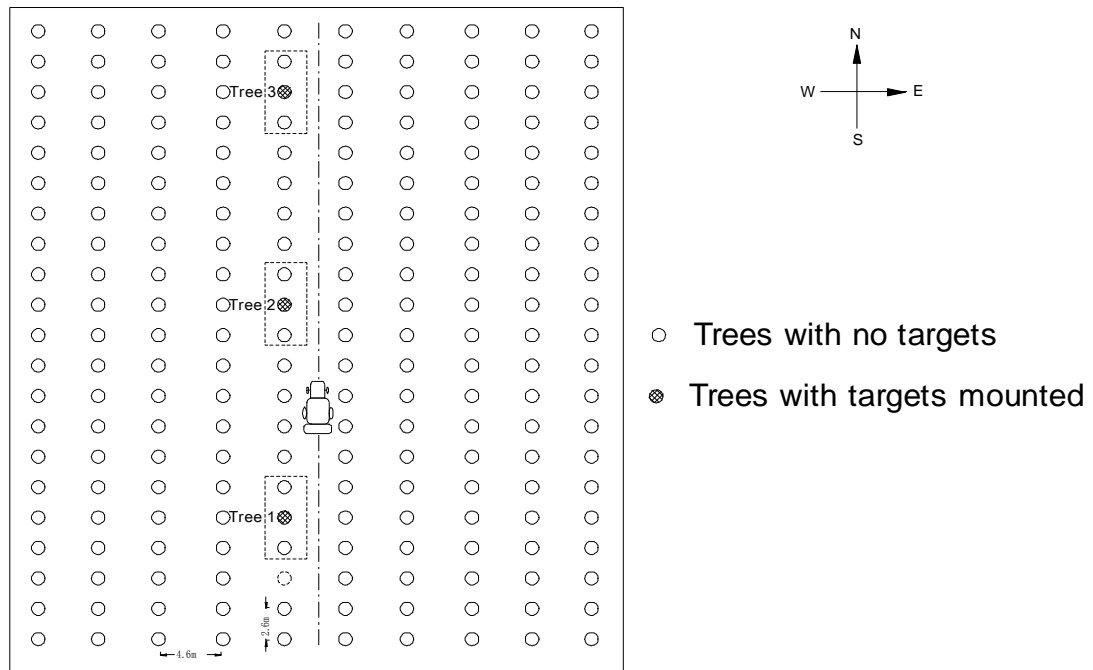 N
Tree 3
W
E
S
Tree 2
Trees with no targets
Trees with targets mounted
Tree 1
2.6m
4.6m